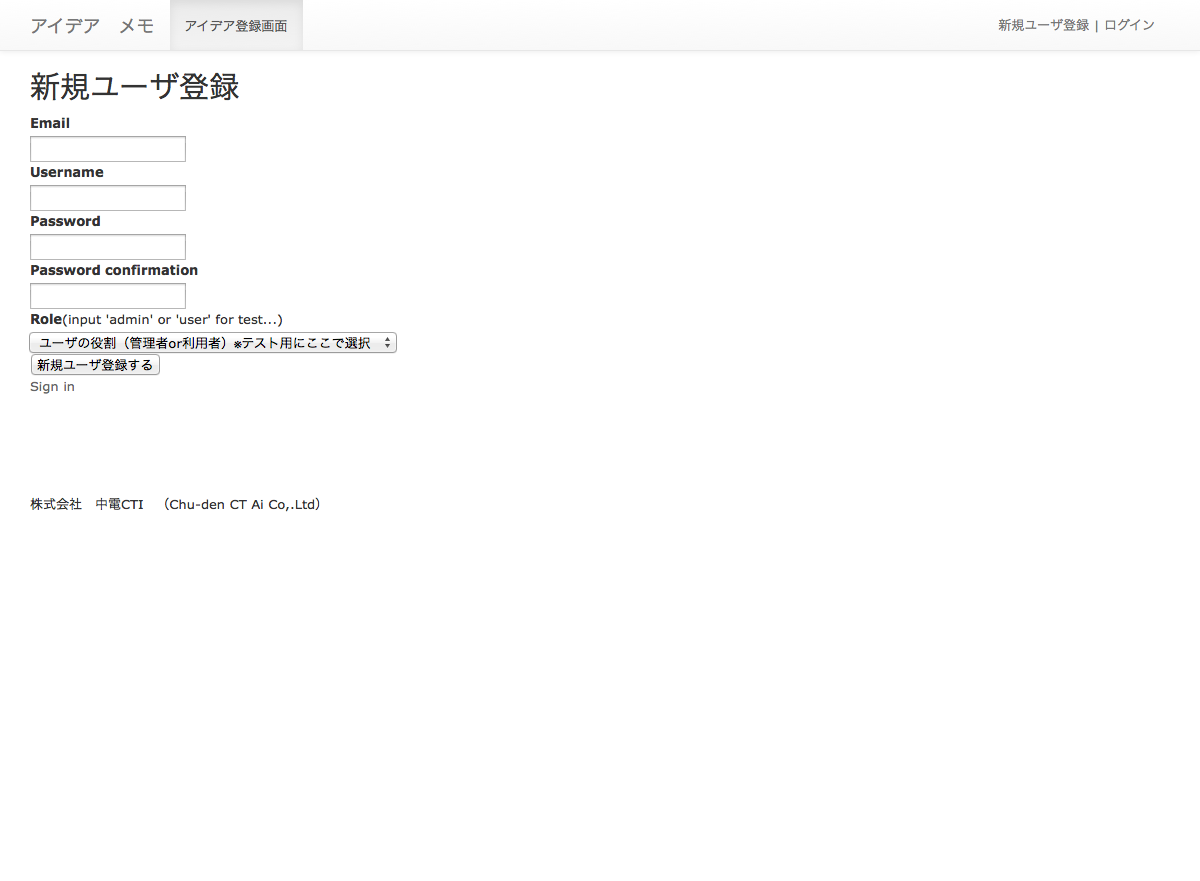 アイデア　メモ アイデア登録画面 新規ユーザ登録 | ログイン
新規ユーザ登録
Email
Username
Password
Password confirmation
Role(input 'admin' or 'user' for test...)
ユーザの役割（管理者or利用者）※テスト用にここで選択
新規ユーザ登録する
Sign in
株式会社　中電CTI　（Chu-den CT Ai Co,.Ltd）